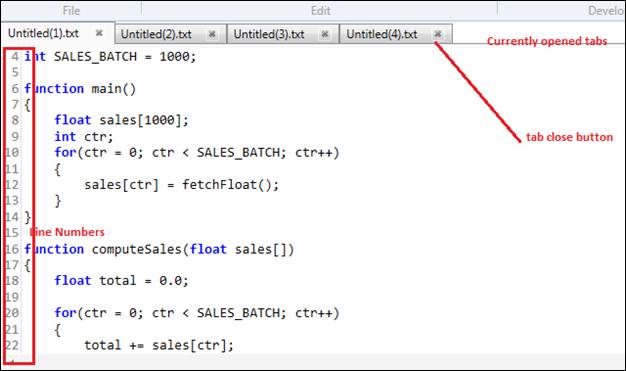 File Edit Develo
Untitled(1).txt Untitled(2).txt Untitled(3).txt Untitled(4).txt Currently opened tabs
4 int SALES_BATCH = 1000;
5
6 function main()
7 {
8 float sales[1000];
9 int ctr;
10 for(ctr = 0; ctr < SALES_BATCH; ctr++)
tab close button
11 {
12 sales[ctr] = fetchFloat();
13 }
14 }
15 Line Numbers
16 function computeSales(float sales[])
17 {
18 float total = 0.0;
19
20 for(ctr = 0; ctr < SALES_BATCH; ctr++)
21 {
22 total += sales[ctr];